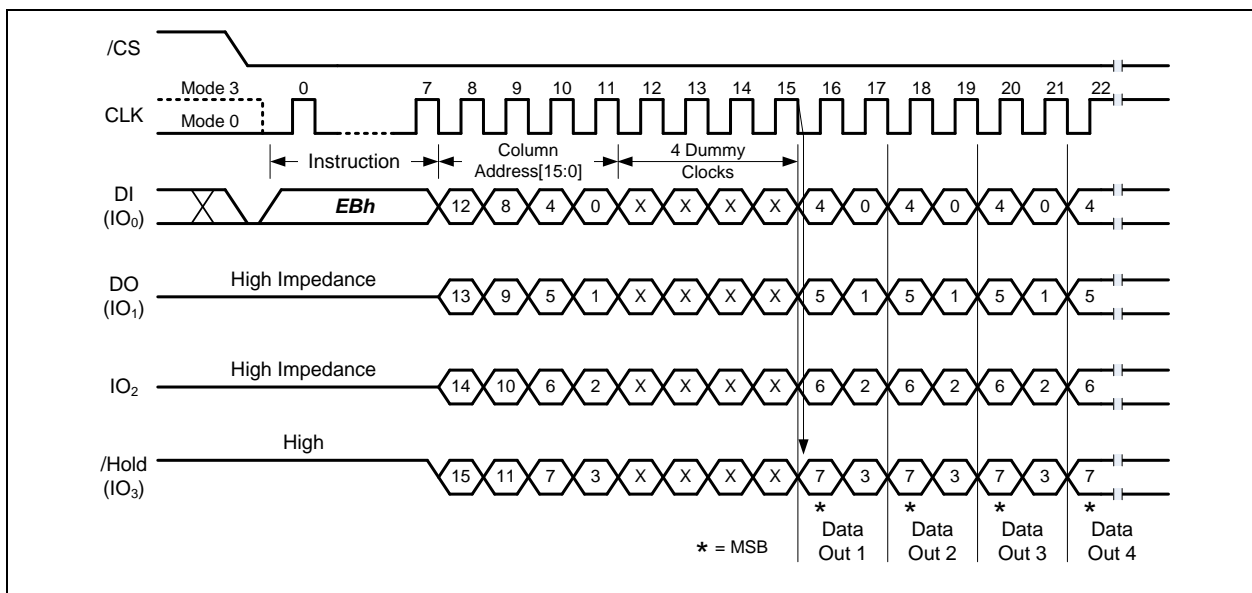 /CS
Mode 3 0 7 8 9 10 11 12 13 14 15 16 17 18 19 20 21 22
CLK
Mode 0
Instruction
Column
Address[15:0]
4 Dummy
Clocks
DI
(IO₀)
EBh 12 8 4 0 X X X X 4 0 4 0 4 0 4
High Impedance
DO
(IO₁)
13 9 5 1 X X X X 5 1 5 1 5 1 5
High Impedance
IO₂ 14 10 6 2 X X X X 6 2 6 2 6 2 6
High
/Hold
(IO₃)
15 11 7 3 X X X X 7 3 7 3 7 3 7
* * * *
* = MSB
Data
Out 1
Data
Out 2
Data
Out 3
Data
Out 4